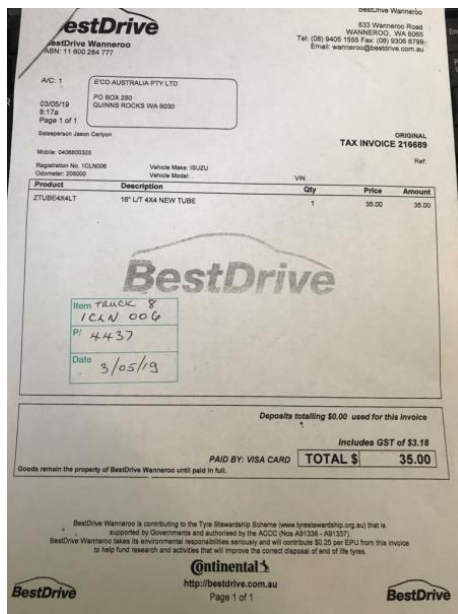 BestDrive Wanneroo
estDrive
633 Wanneroo Road
WANNEROO, WA 6065
Tel: (08) 9405 1555 Fax: (08) 9306 8799
Email: wanneroo@bestdrive.com.au
estDrive Wanneroo
ABN: 11 600 284 777
A/C: 1
E'CO AUSTRALIA PTY LTD
PO BOX 250
QUINNS ROCKS WA 6030
03/05/19
8:17a
Page 1 of 1
Salesperson Jason Carlyon
ORIGINAL
TAX INVOICE 216689
Mobile: 0408800325
Ref:
Registration No. 1CLN006 Vehicle Make: ISUZU VIN:
Odometer: 205000 Vehicle Model: .
Product Description Qty Price Amount
ZTUBE4X4LT 16" L/T 4X4 NEW TUBE 1 35.00 35.00
BestDrive
Item TRUCK 8
1CLN 006
P/ 4437
Date 3/05/19
Deposits totalling $0.00 used for this invoice
Includes GST of $3.18
PAID BY: VISA CARD TOTAL $ 35.00
Goods remain the property of BestDrive Wanneroo until paid in full.
BestDrive Wanneroo is contributing to the Tyre Stewardship Scheme (www.tyrestewardship.org.au) that is
supported by Governments and authorised by the ACCC (Nos A91336 - A91337).
BestDrive Wanneroo takes its environmental responsibilities seriously and will contribute $0.25 per EPU from this invoice
to help fund research and activities that will improve the correct disposal of end of life tyres.
Continental
http://bestdrive.com.au
Page 1 of 1
BestDrive
BestDrive